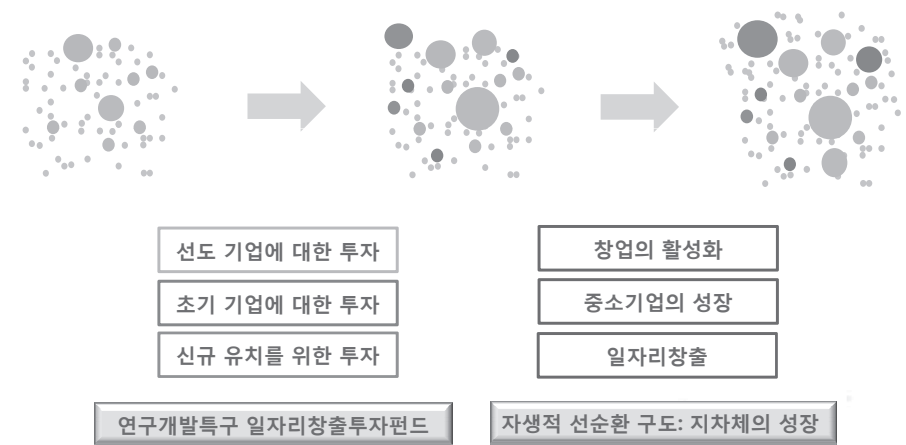 선도 기업에 대한 투자
초기 기업에 대한 투자
신규 유치를 위한 투자
연구개발특구 일자리창출투자펀드
창업의 활성화
중소기업의 성장
일자리창출
자생적 선순환 구도: 지차체의 성장